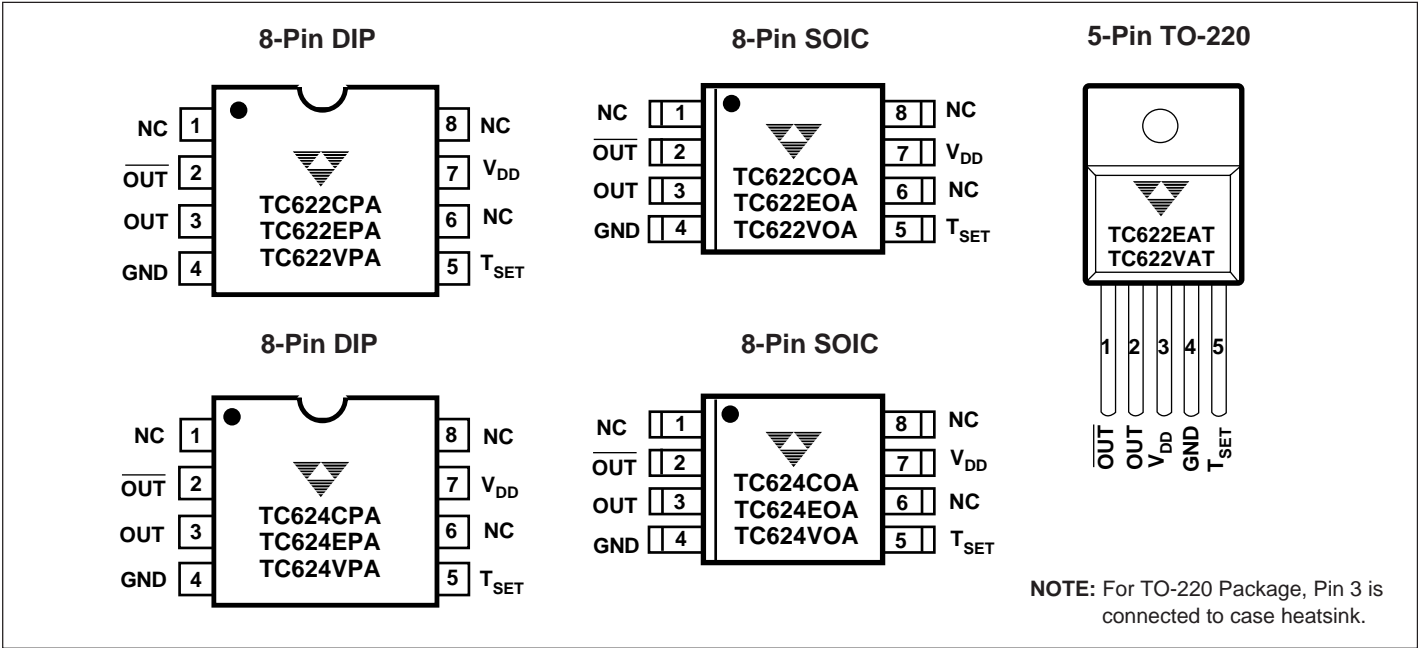 8-Pin DIP
NC 1
O̅U̅T̅ 2
OUT 3
GND 4
8 NC
7 VDD
6 NC
5 TSET
TC622CPA
TC622EPA
TC622VPA
8-Pin SOIC
NC 1
O̅U̅T̅ 2
OUT 3
GND 4
8 NC
7 VDD
6 NC
5 TSET
TC622COA
TC622EOA
TC622VOA
5-Pin TO-220
TC622EAT
TC622VAT
1 2 3 4 5
O̅U̅T̅
OUT
VDD
GND
TSET
8-Pin DIP
NC 1
O̅U̅T̅ 2
OUT 3
GND 4
8 NC
7 VDD
6 NC
5 TSET
TC624CPA
TC624EPA
TC624VPA
8-Pin SOIC
NC 1
O̅U̅T̅ 2
OUT 3
GND 4
8 NC
7 VDD
6 NC
5 TSET
TC624COA
TC624EOA
TC624VOA
NOTE: For TO-220 Package, Pin 3 is
connected to case heatsink.